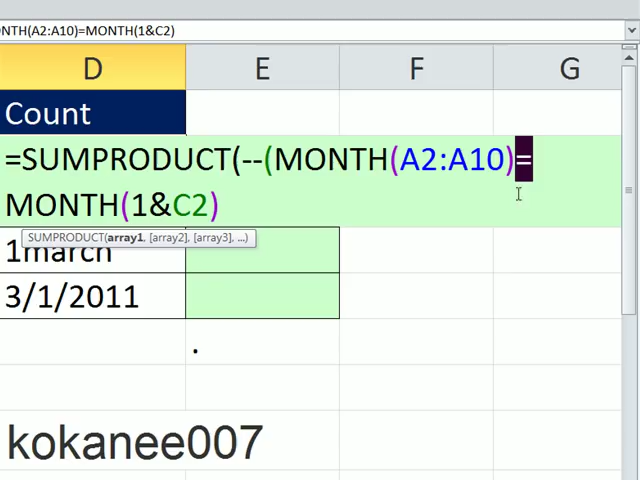 ONTH(A2:A10)=MONTH(1&C2)
D E F G
Count
=SUMPRODUCT(--(MONTH(A2:A10)=
MONTH(1&C2)
SUMPRODUCT(array1, [array2], [array3], ...)
1march
3/1/2011
.
kokanee007